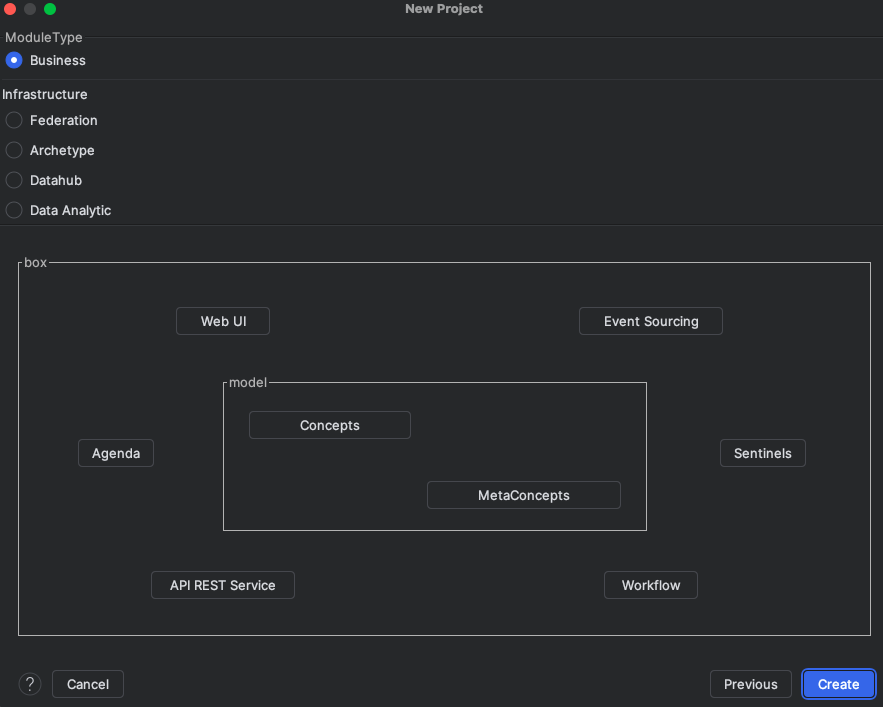 New Project
ModuleType
Business
Infrastructure
Federation
Archetype
Datahub
Data Analytic
box
Web UI
Event Sourcing
model
Concepts
Agenda
Sentinels
MetaConcepts
API REST Service
Workflow
?
Cancel
Previous
Create